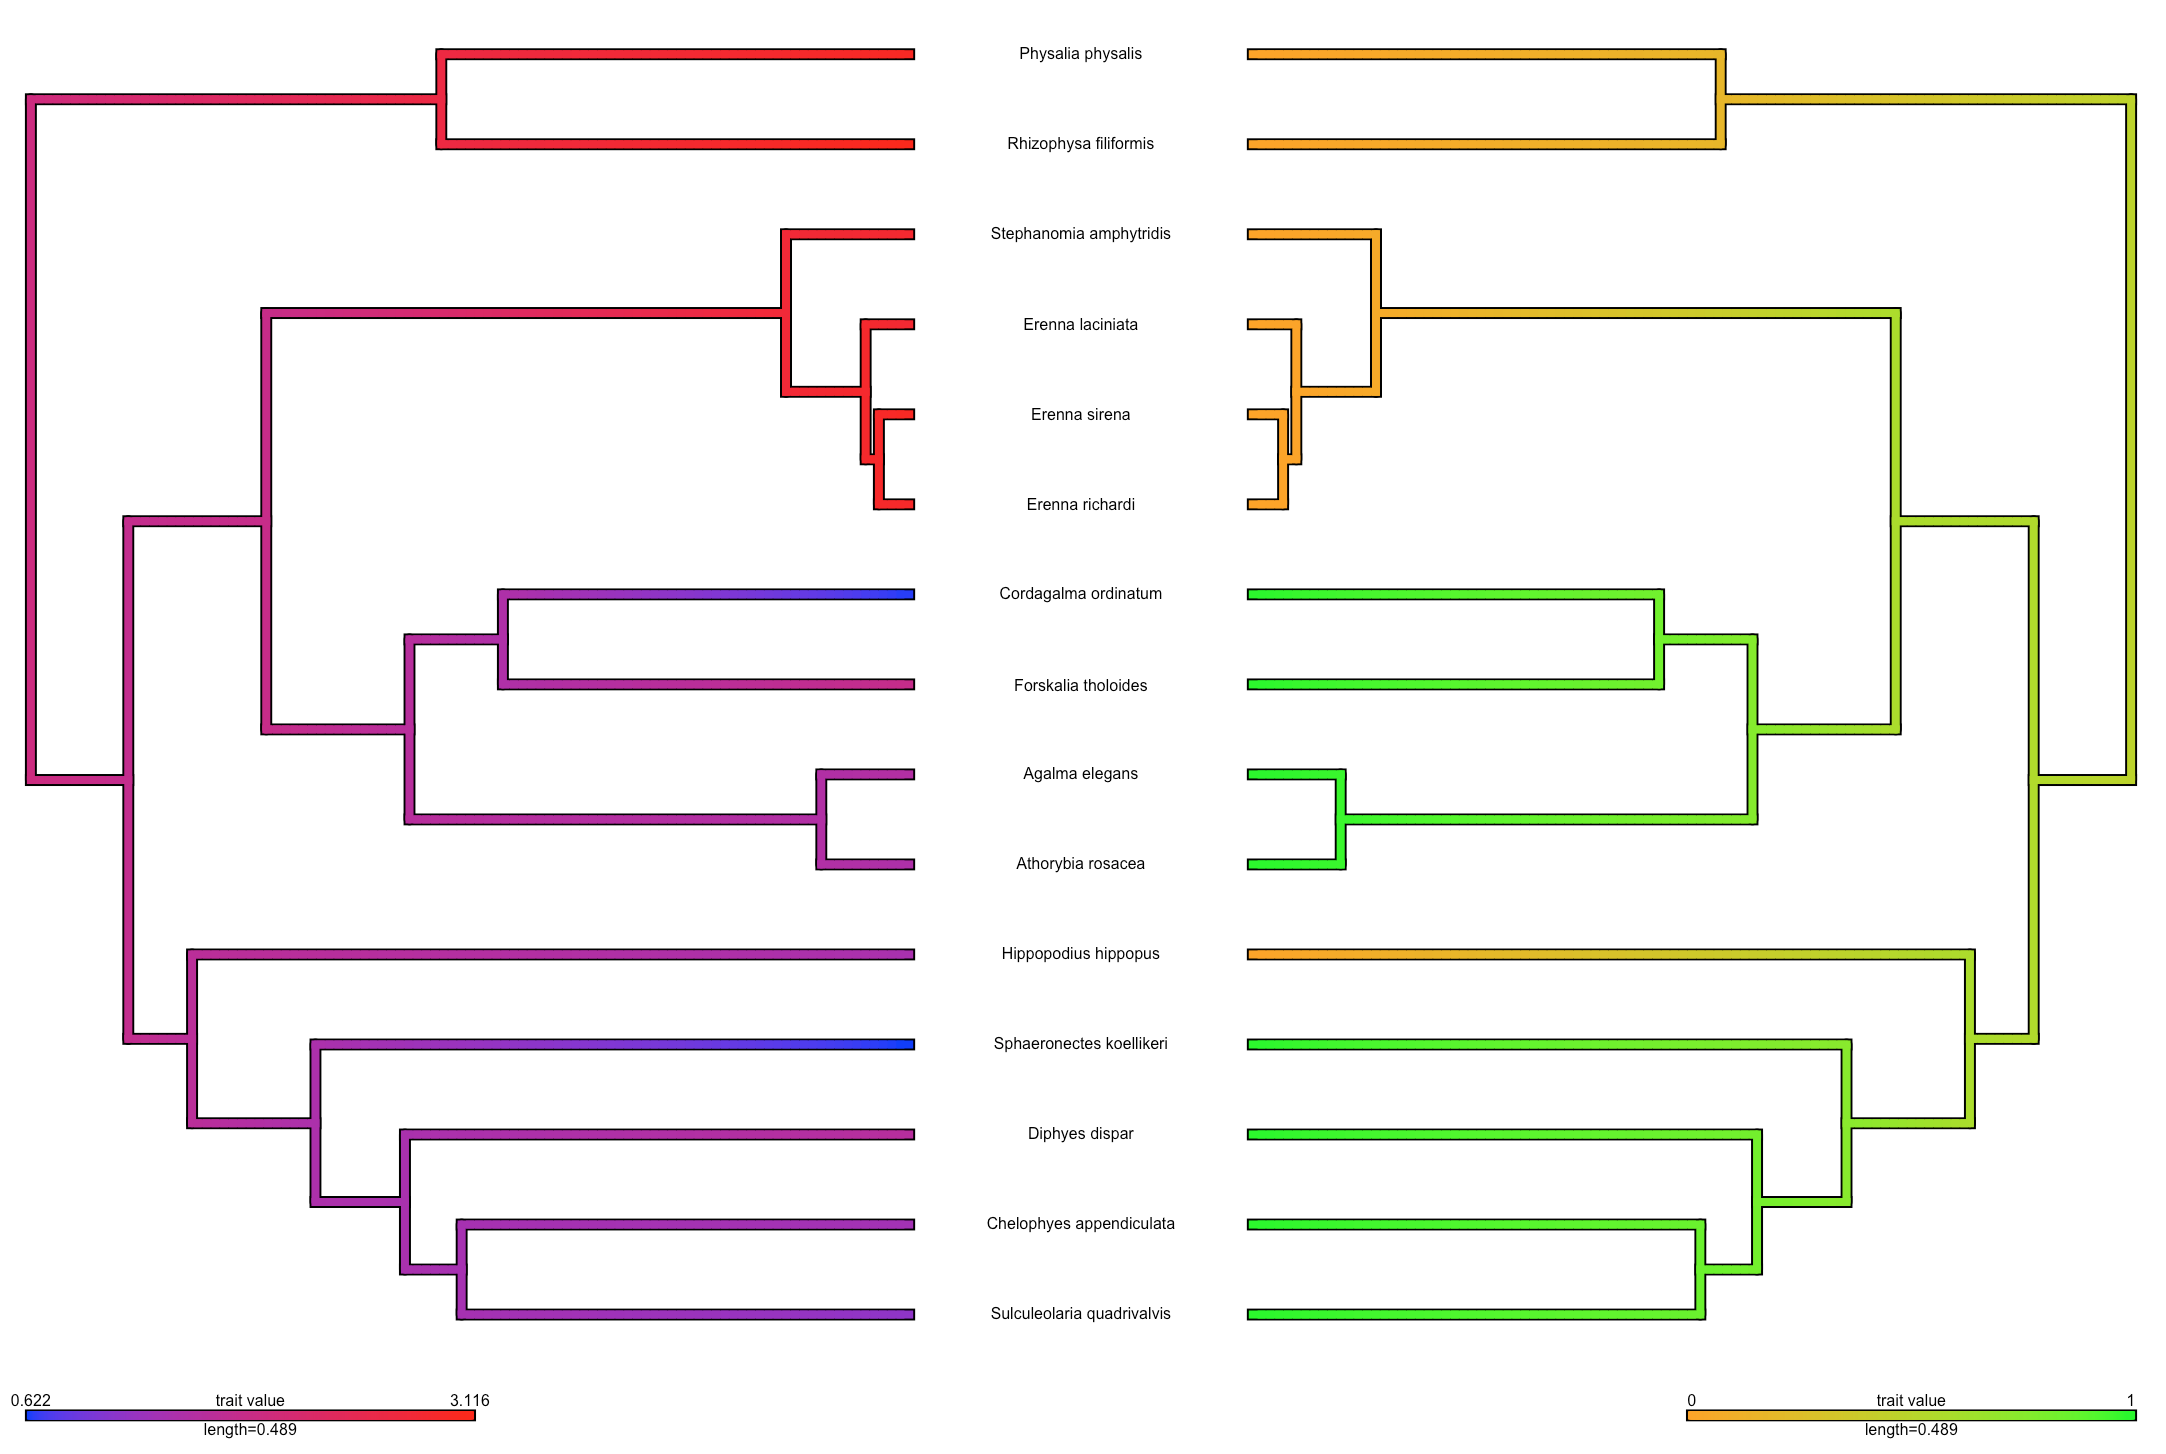 Physalia physalis
Rhizophysa filiformis
Stephanomia amphytridis
Erenna laciniata
Erenna sirena
Erenna richardi
Cordagalma ordinatum
Forskalia tholoides
Agalma elegans
Athorybia rosacea
Hippopodius hippopus
Sphaeronectes koellikeri
Diphyes dispar
Chelophyes appendiculata
Sulculeolaria quadrivalvis
0.622 trait value 3.116
length=0.489
0 trait value 1
length=0.489